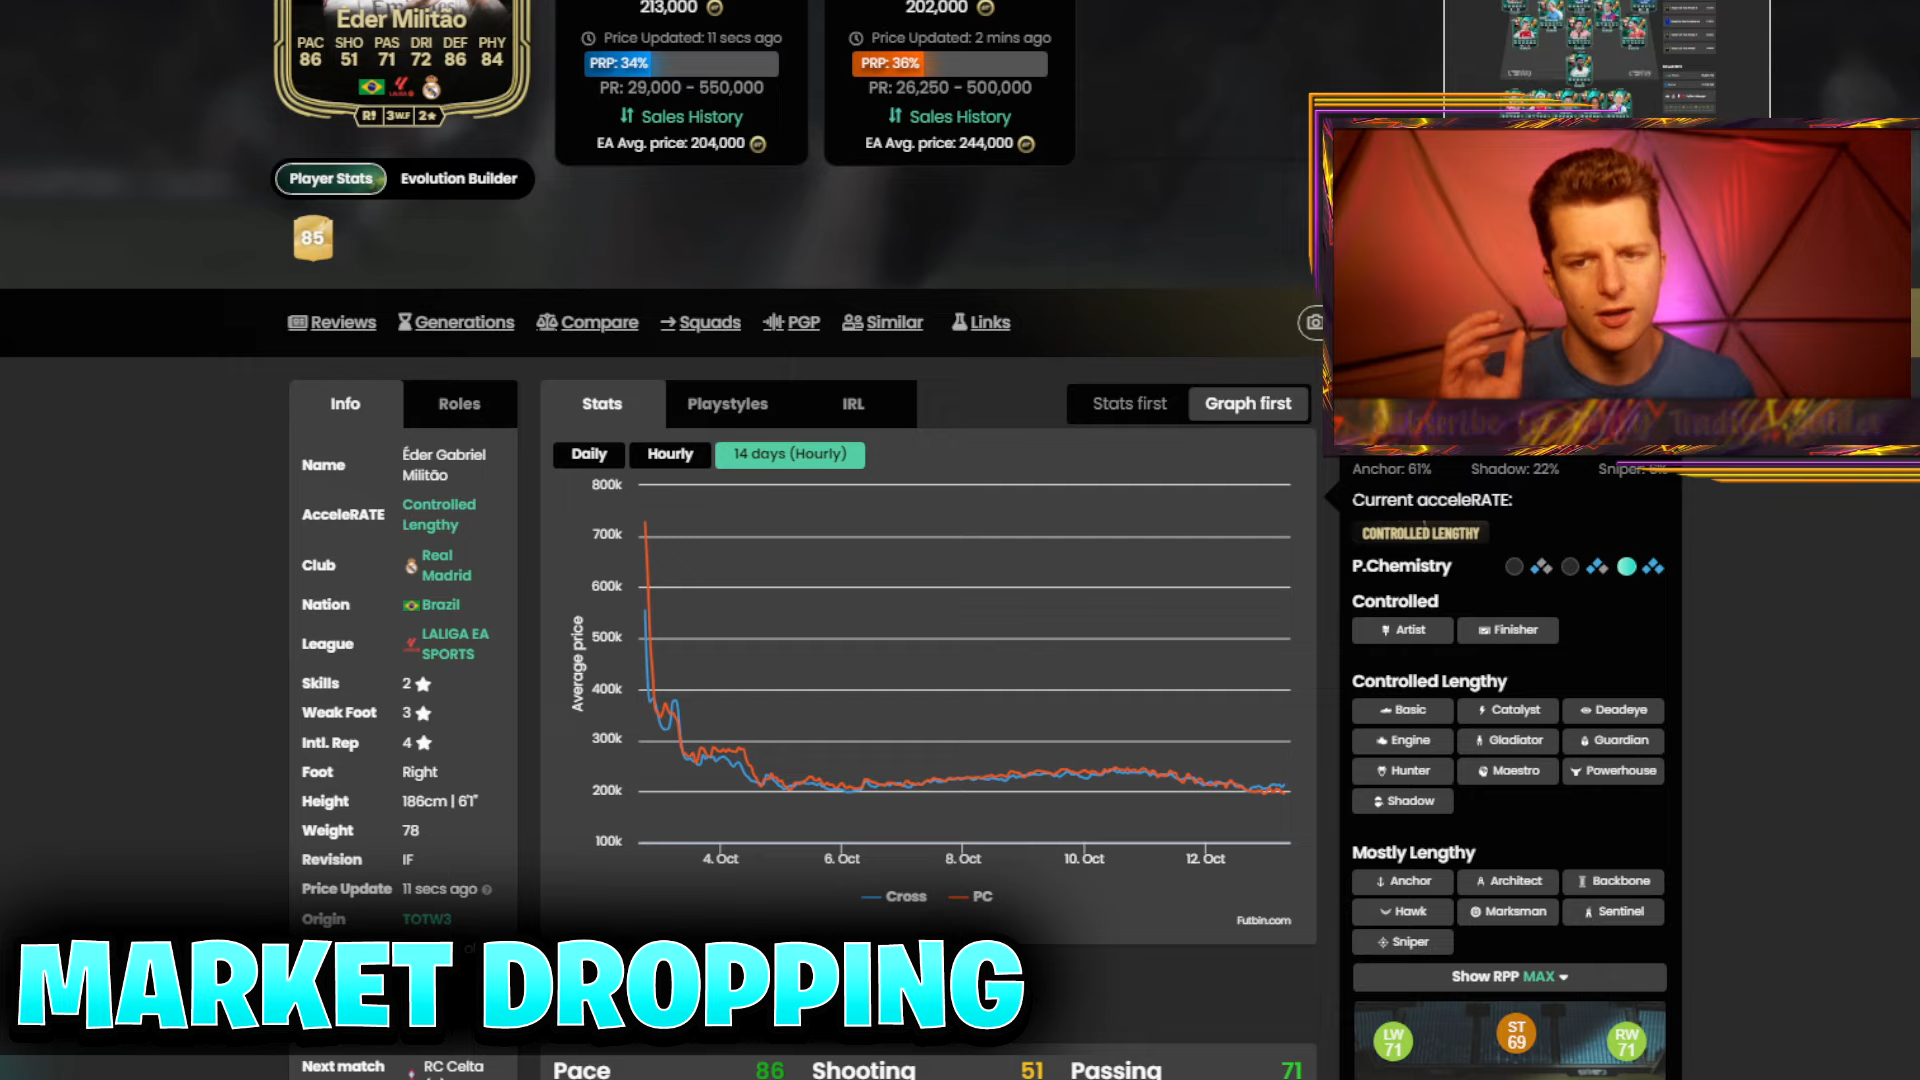 Éder Militão
PAC SHO PAS DRI DEF PHY
86 51 71 72 86 84
R! 3 W.F 2★
213,000
Price Updated: 11 secs ago
PRP: 34%
PR: 29,000 - 550,000
Sales History
EA Avg. price: 204,000
202,000
Price Updated: 2 mins ago
PRP: 36%
PR: 26,250 - 500,000
Sales History
EA Avg. price: 244,000
Player Stats Evolution Builder
85
Reviews Generations Compare Squads PGP Similar Links
Info Roles
Name Éder Gabriel Militão
AcceleRATE Controlled Lengthy
Club Real Madrid
Nation Brazil
League LALIGA EA SPORTS
Skills 2 ★
Weak Foot 3 ★
Intl. Rep 4 ★
Foot Right
Height 186cm | 6'1"
Weight 78
Revision IF
Price Update 11 secs ago
Origin TOTW3
Next match RC Celta
Stats Playstyles IRL
Stats first Graph first
Daily Hourly 14 days (Hourly)
800k
700k
600k
500k
400k
300k
200k
100k
Average price
4. Oct 6. Oct 8. Oct 10. Oct 12. Oct
Cross PC
Futbin.com
Pace 86 Shooting 51 Passing 71
Anchor: 61% Shadow: 22%
Current acceleRATE:
CONTROLLED LENGTHY
P.Chemistry
Controlled
Artist Finisher
Controlled Lengthy
Basic Catalyst Deadeye
Engine Gladiator Guardian
Hunter Maestro Powerhouse
Shadow
Mostly Lengthy
Anchor Architect Backbone
Hawk Marksman Sentinel
Sniper
Show RPP MAX
LW 71
ST 69
RW 71
MARKET DROPPING